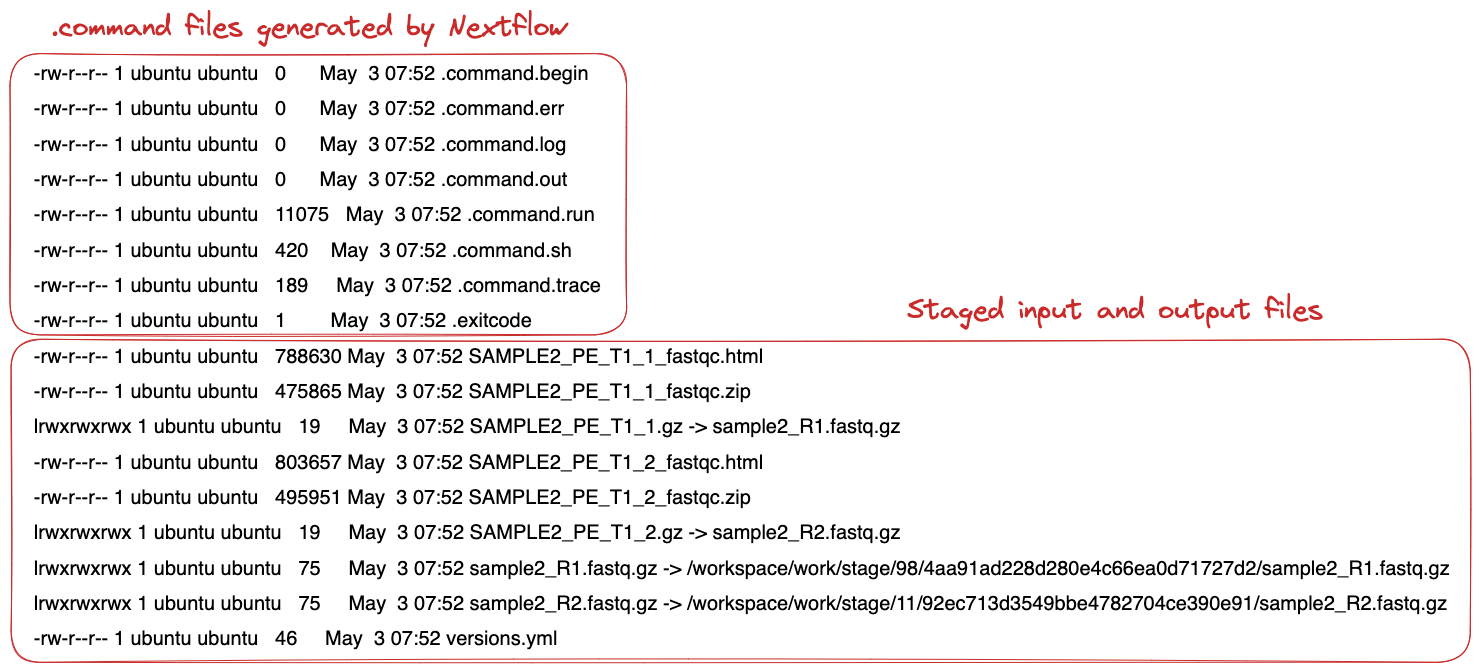 .command files generated by Nextflow
-rw-r--r-- 1 ubuntu ubuntu 0 May 3 07:52 .command.begin
-rw-r--r-- 1 ubuntu ubuntu 0 May 3 07:52 .command.err
-rw-r--r-- 1 ubuntu ubuntu 0 May 3 07:52 .command.log
-rw-r--r-- 1 ubuntu ubuntu 0 May 3 07:52 .command.out
-rw-r--r-- 1 ubuntu ubuntu 11075 May 3 07:52 .command.run
-rw-r--r-- 1 ubuntu ubuntu 420 May 3 07:52 .command.sh
-rw-r--r-- 1 ubuntu ubuntu 189 May 3 07:52 .command.trace
-rw-r--r-- 1 ubuntu ubuntu 1 May 3 07:52 .exitcode
Staged input and output files
-rw-r--r-- 1 ubuntu ubuntu 788630 May 3 07:52 SAMPLE2_PE_T1_1_fastqc.html
-rw-r--r-- 1 ubuntu ubuntu 475865 May 3 07:52 SAMPLE2_PE_T1_1_fastqc.zip
lrwxrwxrwx 1 ubuntu ubuntu 19 May 3 07:52 SAMPLE2_PE_T1_1.gz -> sample2_R1.fastq.gz
-rw-r--r-- 1 ubuntu ubuntu 803657 May 3 07:52 SAMPLE2_PE_T1_2_fastqc.html
-rw-r--r-- 1 ubuntu ubuntu 495951 May 3 07:52 SAMPLE2_PE_T1_2_fastqc.zip
lrwxrwxrwx 1 ubuntu ubuntu 19 May 3 07:52 SAMPLE2_PE_T1_2.gz -> sample2_R2.fastq.gz
lrwxrwxrwx 1 ubuntu ubuntu 75 May 3 07:52 sample2_R1.fastq.gz -> /workspace/work/stage/98/4aa91ad228d280e4c66ea0d71727d2/sample2_R1.fastq.gz
lrwxrwxrwx 1 ubuntu ubuntu 75 May 3 07:52 sample2_R2.fastq.gz -> /workspace/work/stage/11/92ec713d3549bbe4782704ce390e91/sample2_R2.fastq.gz
-rw-r--r-- 1 ubuntu ubuntu 46 May 3 07:52 versions.yml